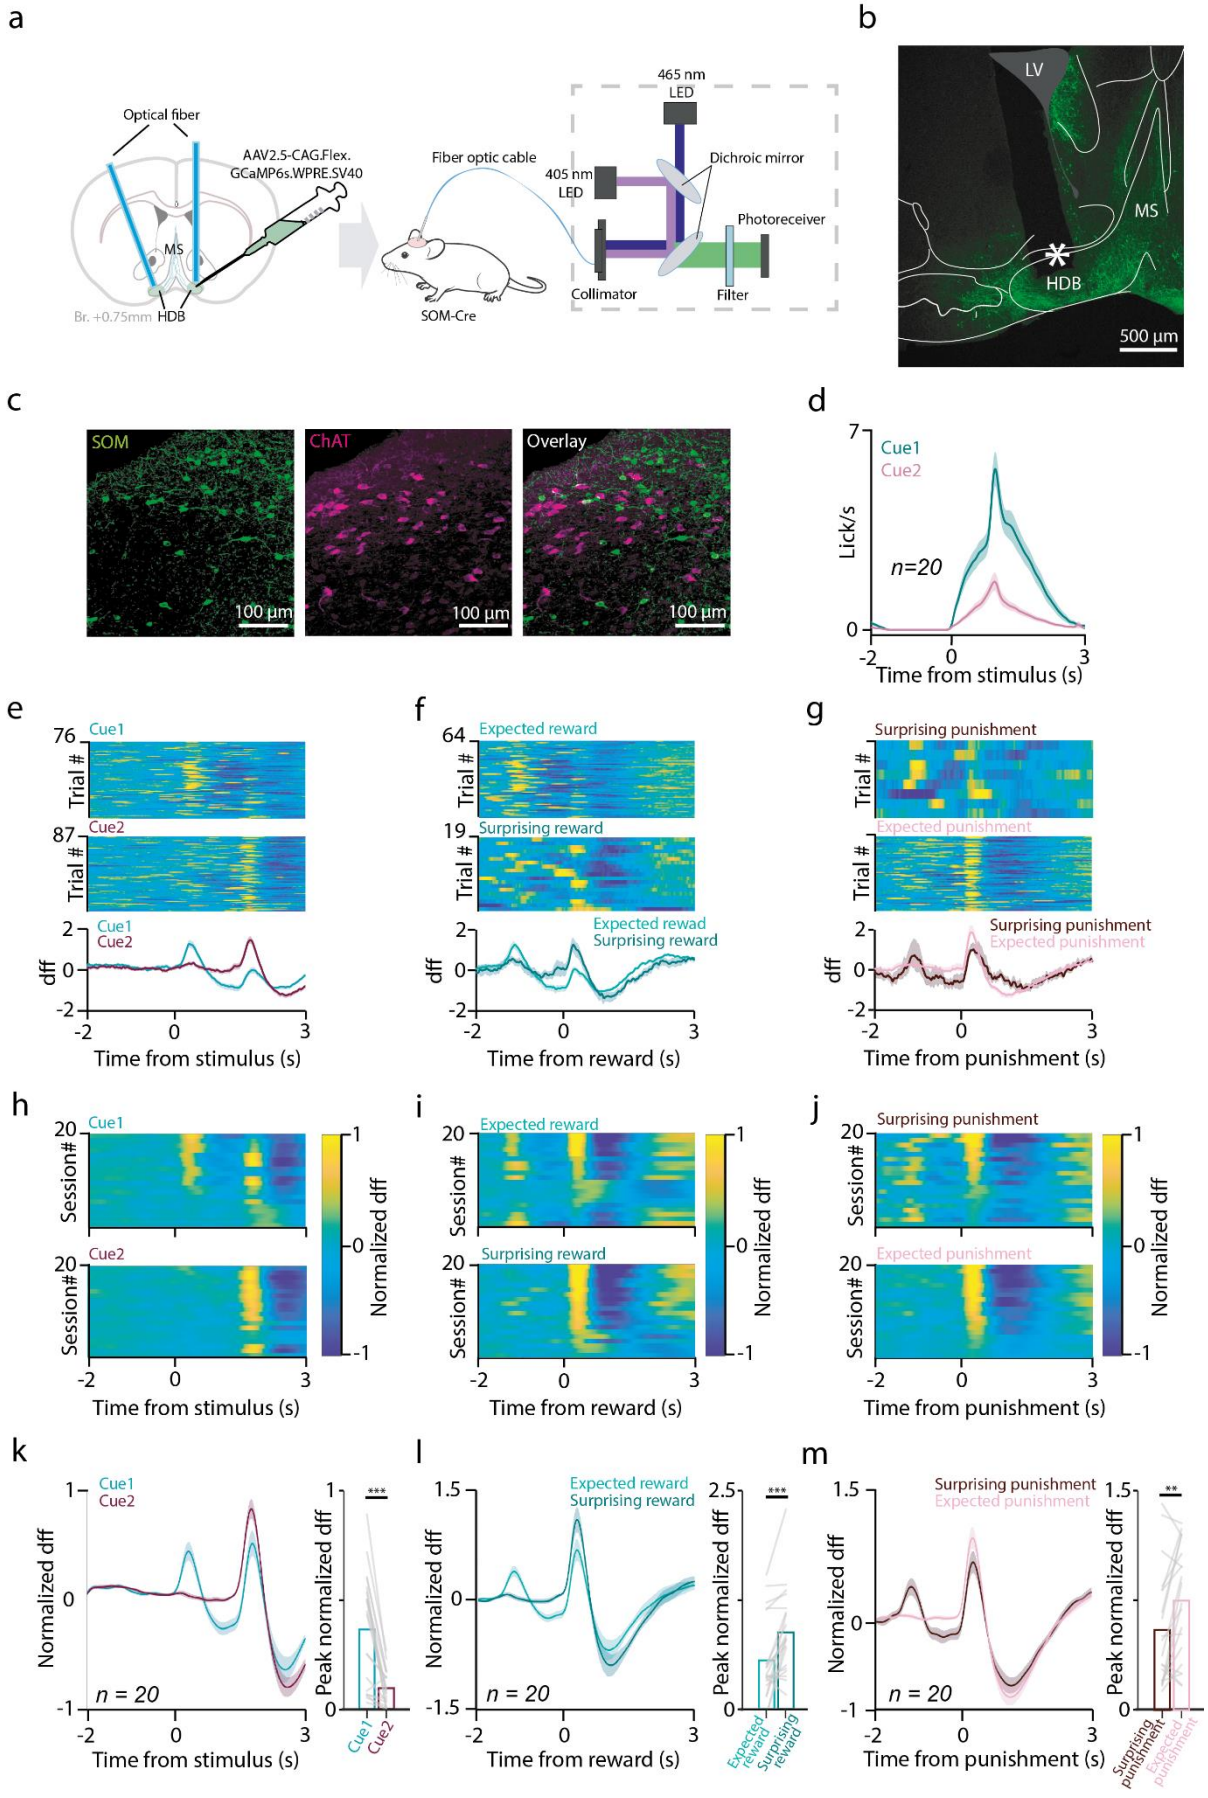 a
Optical fiber
AAV2.5-CAG.Flex.
GCaMP6s.WPRE.SV40
MS
Br. +0.75mm
HDB
Fiber optic cable
SOM-Cre
465 nm
LED
405 nm
LED
Dichroic mirror
Photoreceiver
Collimator
Filter
b
LV
MS
*
HDB
500 µm
c
SOM
100 µm
ChAT
100 µm
Overlay
100 µm
d
7
Cue1
Cue2
Lick/s
n=20
0
-2
0
3
Time from stimulus (s)
e
76
Cue1
Trial #
87
Cue2
Trial #
2
Cue1
Cue2
dff
0
-2
-2
0
3
Time from stimulus (s)
f
Expected reward
64
Trial #
Surprising reward
19
Trial #
Expected rewad
Surprising reward
2
dff
0
-2
-2
0
3
Time from reward (s)
g
Surprising punishment
Trial #
Expected punishment
Trial #
Surprising punishment
Expected punishment
2
dff
0
-2
-2
0
3
Time from punishment (s)
h
Cue1
20
Session#
Cue2
20
Session#
-2
0
3
Time from stimulus (s)
1
0
-1
Normalized dff
i
Expected reward
20
Session#
Surprising reward
20
Session#
-2
0
3
Time from reward (s)
1
0
-1
Normalized dff
j
Surprising punishment
20
Session#
Expected punishment
20
Session#
-2
0
3
Time from punishment (s)
1
0
-1
Normalized dff
k
1
Cue1
Cue2
Normalized dff
0
-1
n = 20
-2
0
3
Time from stimulus (s)
1
***
Peak normalized dff
0
Cue1
Cue2
l
1.5
Expected reward
Surprising reward
Normalized dff
0
-1.5
n = 20
-2
0
3
Time from reward (s)
2.5
***
Peak normalized dff
0
Expected
reward
Surprising
reward
m
1.5
Surprising punishment
Expected punishment
Normalized dff
0
-1
n = 20
-2
0
3
Time from punishment (s)
1
**
Peak normalized dff
0
Surprising
punishment
Expected
punishment